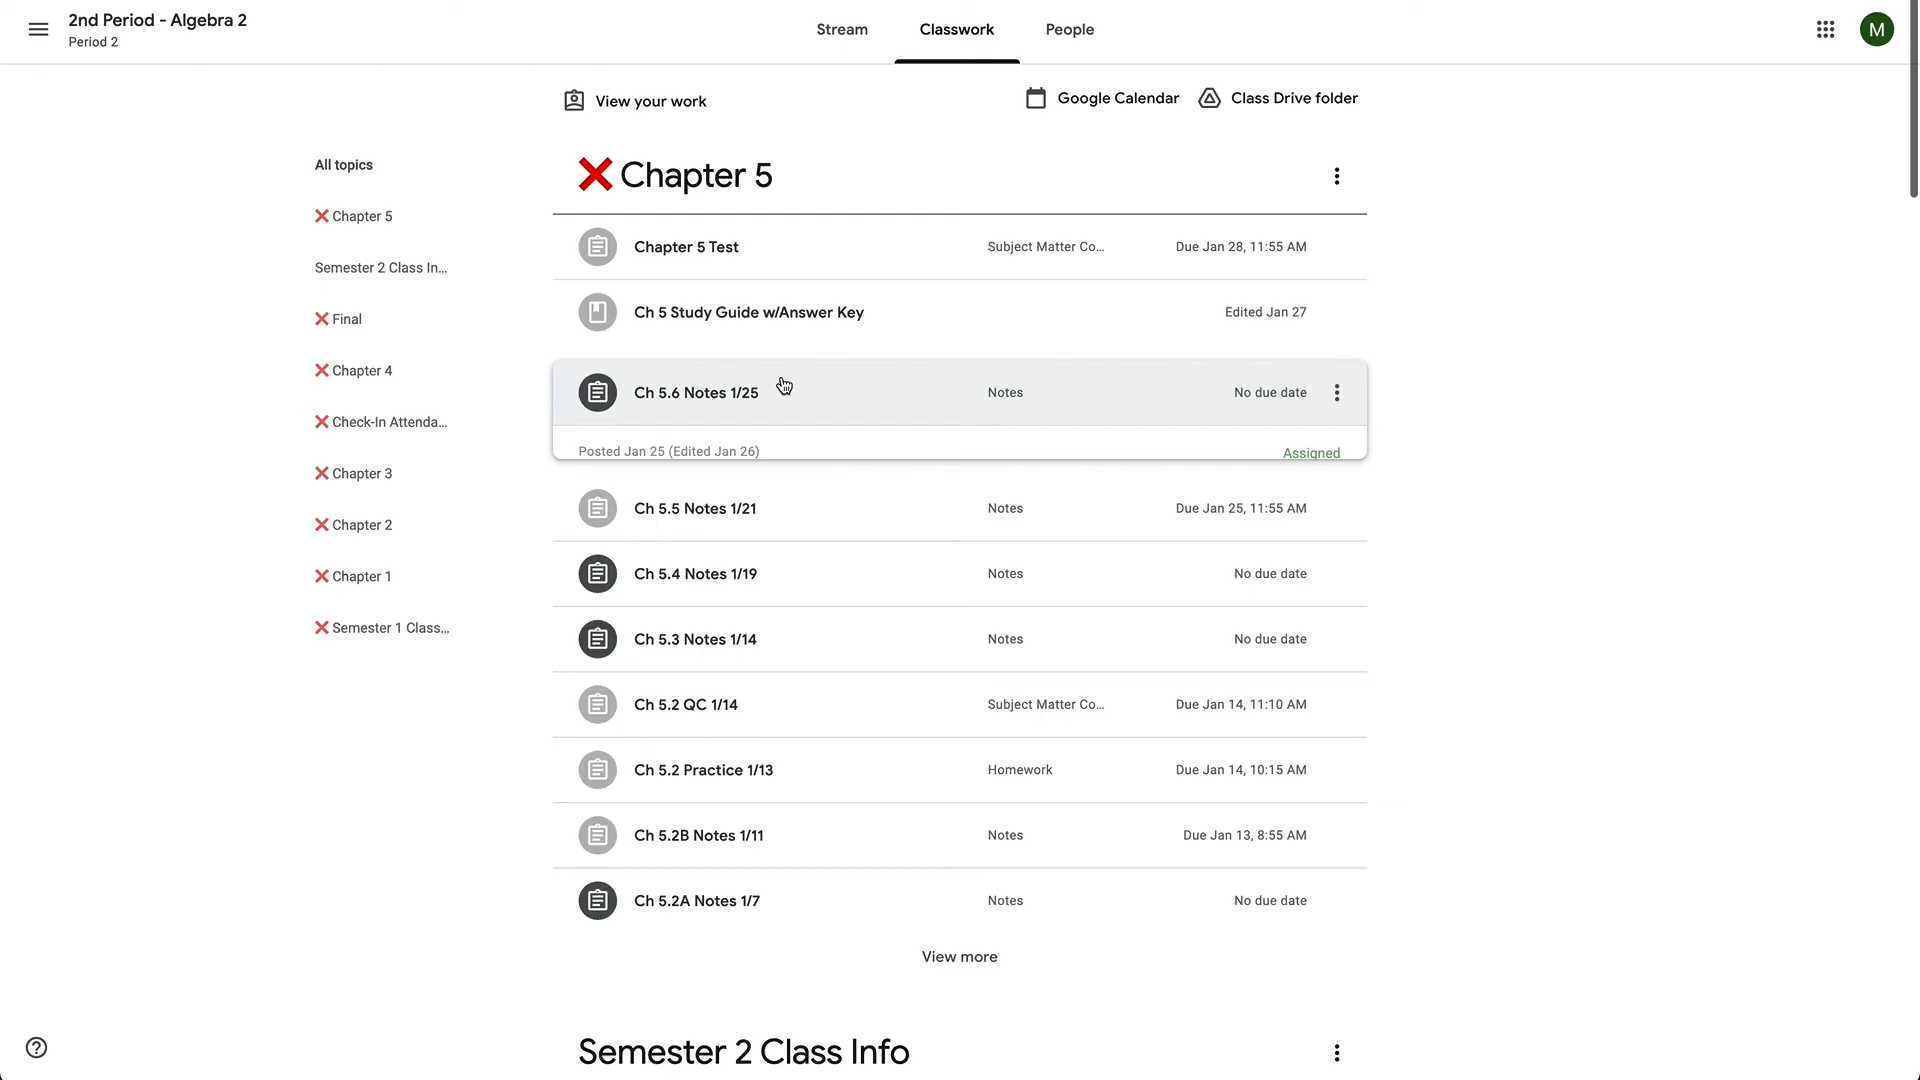 2nd Period - Algebra 2
Period 2
Stream
Classwork
People
M
View your work
Google Calendar
Class Drive folder
All topics
❌ Chapter 5
Semester 2 Class In...
❌ Final
❌ Chapter 4
❌ Check-In Attenda...
❌ Chapter 3
❌ Chapter 2
❌ Chapter 1
❌ Semester 1 Class...
❌ Chapter 5
Chapter 5 Test Subject Matter Co... Due Jan 28, 11:55 AM
Ch 5 Study Guide w/Answer Key Edited Jan 27
Ch 5.6 Notes 1/25 Notes No due date
Posted Jan 25 (Edited Jan 26) Assigned
Ch 5.5 Notes 1/21 Notes Due Jan 25, 11:55 AM
Ch 5.4 Notes 1/19 Notes No due date
Ch 5.3 Notes 1/14 Notes No due date
Ch 5.2 QC 1/14 Subject Matter Co... Due Jan 14, 11:10 AM
Ch 5.2 Practice 1/13 Homework Due Jan 14, 10:15 AM
Ch 5.2B Notes 1/11 Notes Due Jan 13, 8:55 AM
Ch 5.2A Notes 1/7 Notes No due date
View more
Semester 2 Class Info